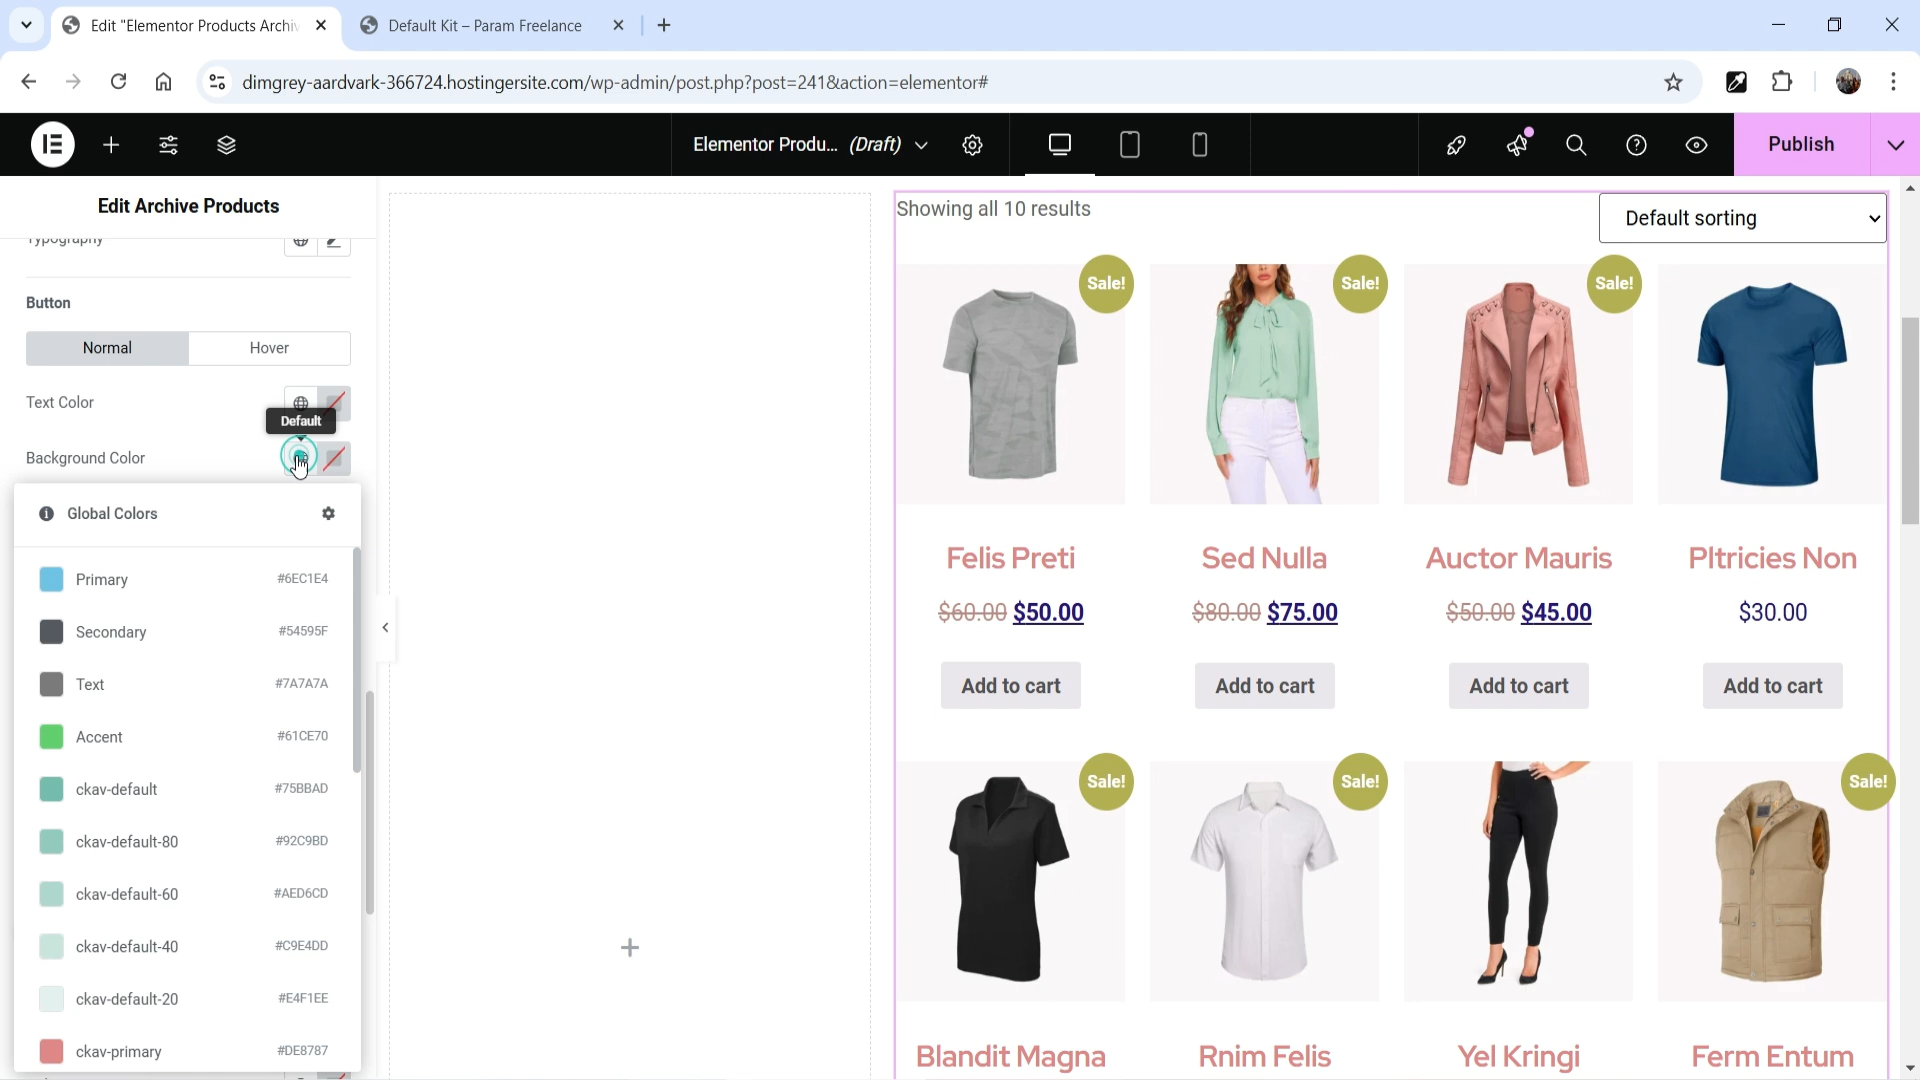 Edit "Elementor Products Archiv
Default Kit – Param Freelance
dimgrey-aardvark-366724.hostingersite.com/wp-admin/post.php?post=241&action=elementor#
Elementor Produ... (Draft)
Publish
Edit Archive Products
Typography
Button
Normal
Hover
Text Color
Default
Background Color
Global Colors
Primary #6EC1E4
Secondary #54595F
Text #7A7A7A
Accent #61CE70
ckav-default #75BBAD
ckav-default-80 #92C9BD
ckav-default-60 #AED6CD
ckav-default-40 #C9E4DD
ckav-default-20 #E4F1EE
ckav-primary #DE8787
Showing all 10 results
Default sorting
Sale! Sale! Sale!
Felis Preti Sed Nulla Auctor Mauris Pltricies Non
$60.00 $50.00 $80.00 $75.00 $50.00 $45.00 $30.00
Add to cart Add to cart Add to cart Add to cart
Sale! Sale! Sale!
Blandit Magna Rnim Felis Yel Kringi Ferm Entum